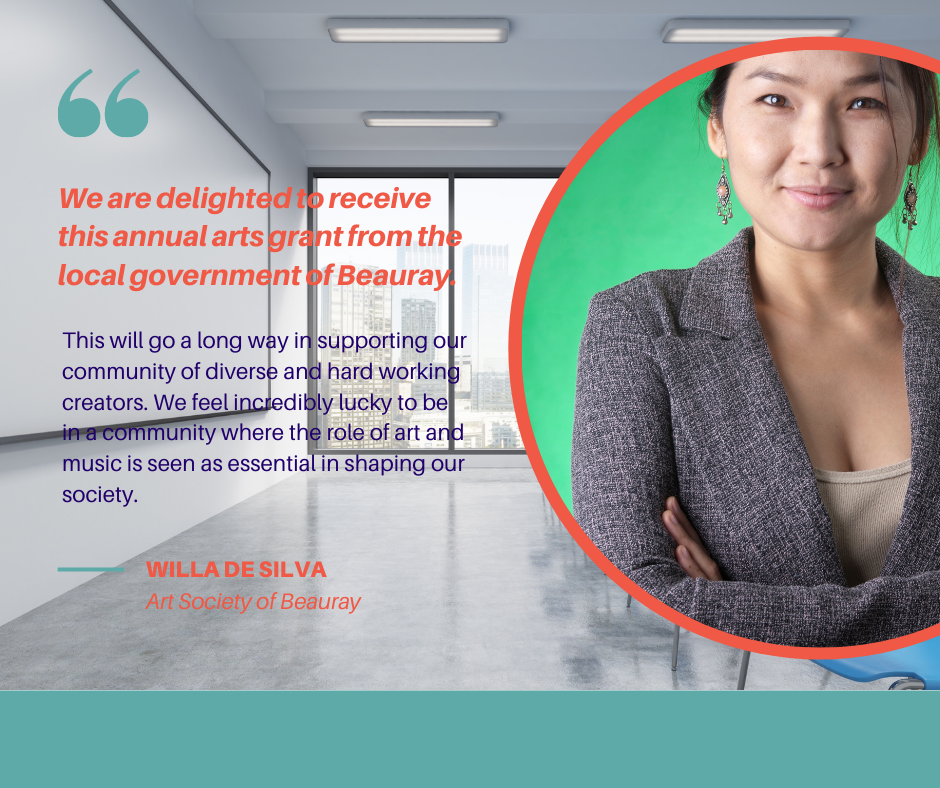 We are delighted to receive
this annual arts grant from the
local government of Beauray.
This will go a long way in supporting our
community of diverse and hard working
creators. We feel incredibly lucky to be
in a community where the role of art and
music is seen as essential in shaping our
society.
WILLA DE SILVA
Art Society of Beauray